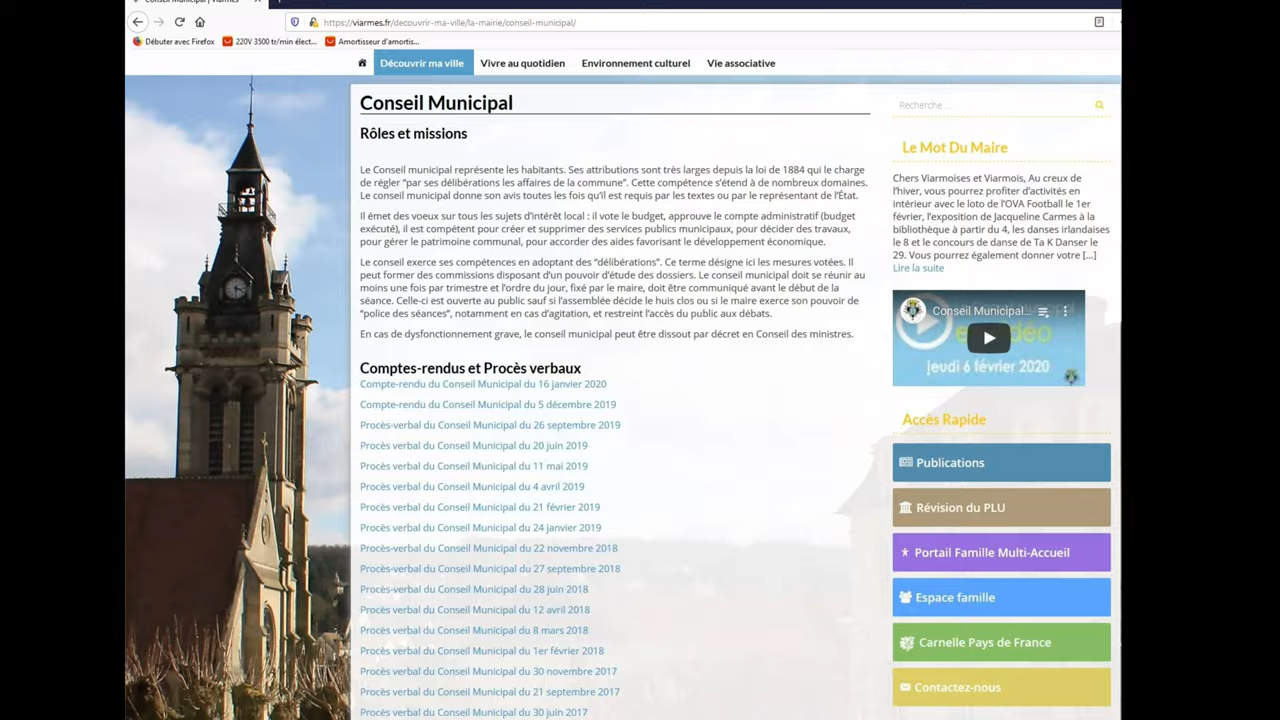 Conseil Municipal | Viarmes
https://viarmes.fr/decouvrir-ma-ville/la-mairie/conseil-municipal/
Débuter avec Firefox
220V 3500 tr/min élect...
Amortisseur d'amortis...
Découvrir ma ville
Vivre au quotidien
Environnement culturel
Vie associative
Conseil Municipal
Rôles et missions
Le Conseil municipal représente les habitants. Ses attributions sont très larges depuis la loi de 1884 qui le charge
de régler “par ses délibérations les affaires de la commune”. Cette compétence s’étend à de nombreux domaines.
Le conseil municipal donne son avis toutes les fois qu’il est requis par les textes ou par le représentant de l’État.
Il émet des voeux sur tous les sujets d’intérêt local : il vote le budget, approuve le compte administratif (budget
exécuté), il est compétent pour créer et supprimer des services publics municipaux, pour décider des travaux,
pour gérer le patrimoine communal, pour accorder des aides favorisant le développement économique.
Le conseil exerce ses compétences en adoptant des “délibérations”. Ce terme désigne ici les mesures votées. Il
peut former des commissions disposant d’un pouvoir d’étude des dossiers. Le conseil municipal doit se réunir au
moins une fois par trimestre et l’ordre du jour, fixé par le maire, doit être communiqué avant le début de la
séance. Celle-ci est ouverte au public sauf si l’assemblée décide le huis clos ou si le maire exerce son pouvoir de
“police des séances”, notamment en cas d’agitation, et restreint l’accès du public aux débats.
En cas de dysfonctionnement grave, le conseil municipal peut être dissout par décret en Conseil des ministres.
Comptes-rendus et Procès verbaux
Compte-rendu du Conseil Municipal du 16 janvier 2020
Compte-rendu du Conseil Municipal du 5 décembre 2019
Procès-verbal du Conseil Municipal du 26 septembre 2019
Procès verbal du Conseil Municipal du 20 juin 2019
Procès verbal du Conseil Municipal du 11 mai 2019
Procès verbal du Conseil Municipal du 4 avril 2019
Procès verbal du Conseil Municipal du 21 février 2019
Procès verbal du Conseil Municipal du 24 janvier 2019
Procès-verbal du Conseil Municipal du 22 novembre 2018
Procès-verbal du Conseil Municipal du 27 septembre 2018
Procès-verbal du Conseil Municipal du 28 juin 2018
Procès verbal du Conseil Municipal du 12 avril 2018
Procès verbal du Conseil Municipal du 8 mars 2018
Procès verbal du Conseil Municipal du 1er février 2018
Procès verbal du Conseil Municipal du 30 novembre 2017
Procès verbal du Conseil Municipal du 21 septembre 2017
Procès verbal du Conseil Municipal du 30 juin 2017
Recherche ...
Le Mot Du Maire
Chers Viarmoises et Viarmois, Au creux de
l’hiver, vous pourrez profiter d’activités en
intérieur avec le loto de l’OVA Football le 1er
février, l’exposition de Jacqueline Carmes à la
bibliothèque à partir du 4, les danses irlandaises
le 8 et le concours de danse de Ta K Danser le
29. Vous pourrez également donner votre [...]
Lire la suite
Conseil Municipal...
jeudi 6 février 2020
Accès Rapide
Publications
Révision du PLU
Portail Famille Multi-Accueil
Espace famille
Carnelle Pays de France
Contactez-nous